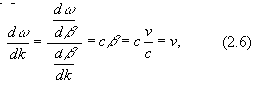 dω/dk = (dω/dβ)/(dβ/dk) = cβ = c v/c = v, (2.6)